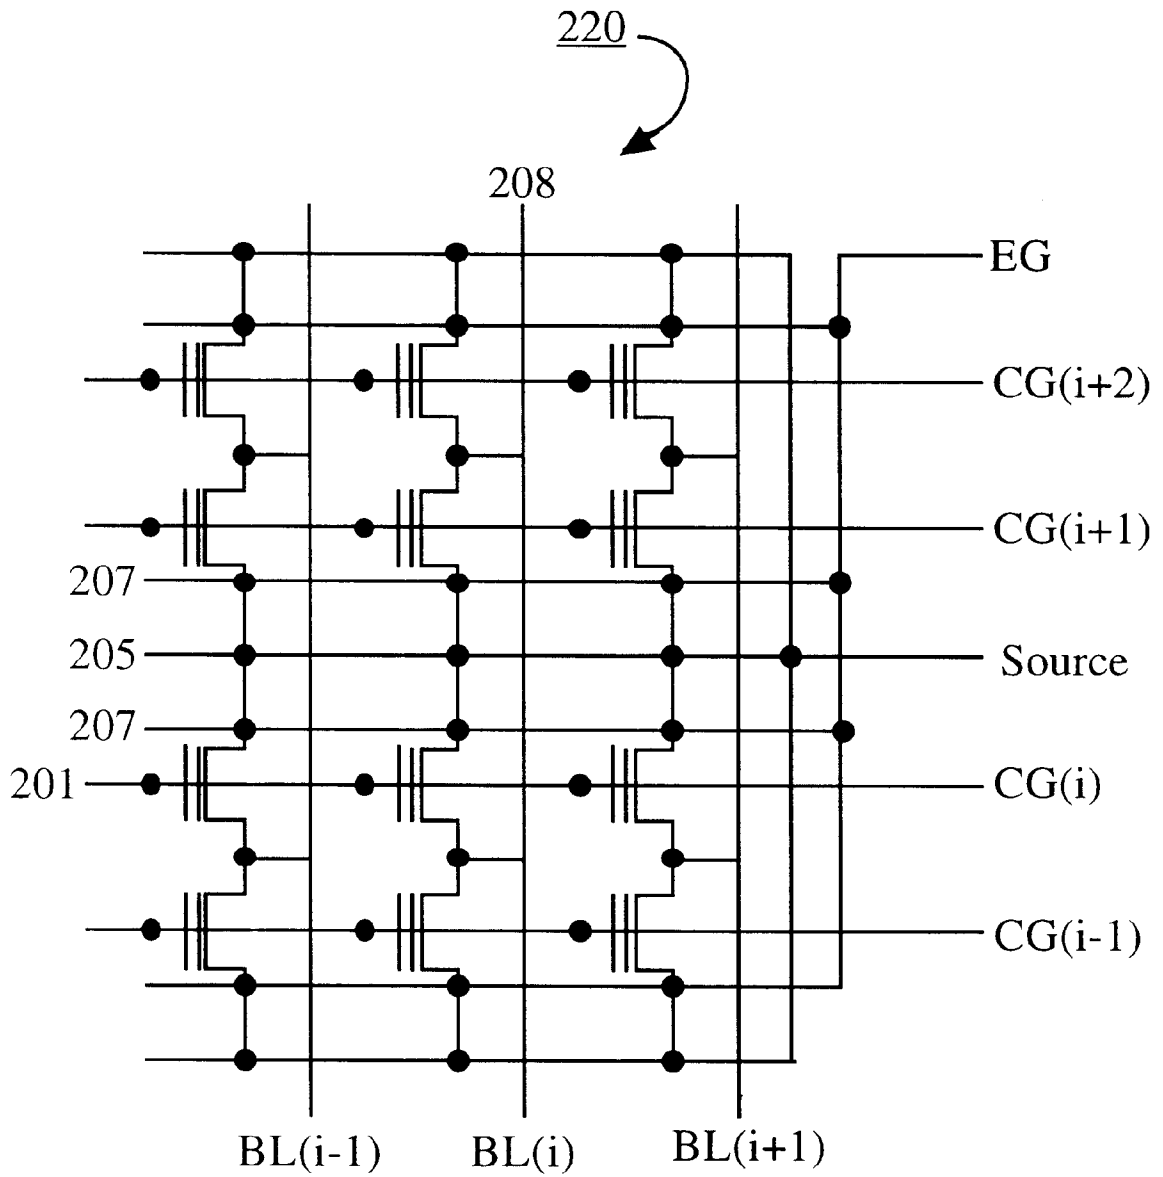 220
208
EG
CG(i+2)
CG(i+1)
207
205
Source
207
201
CG(i)
CG(i-1)
BL(i-1)
BL(i)
BL(i+1)